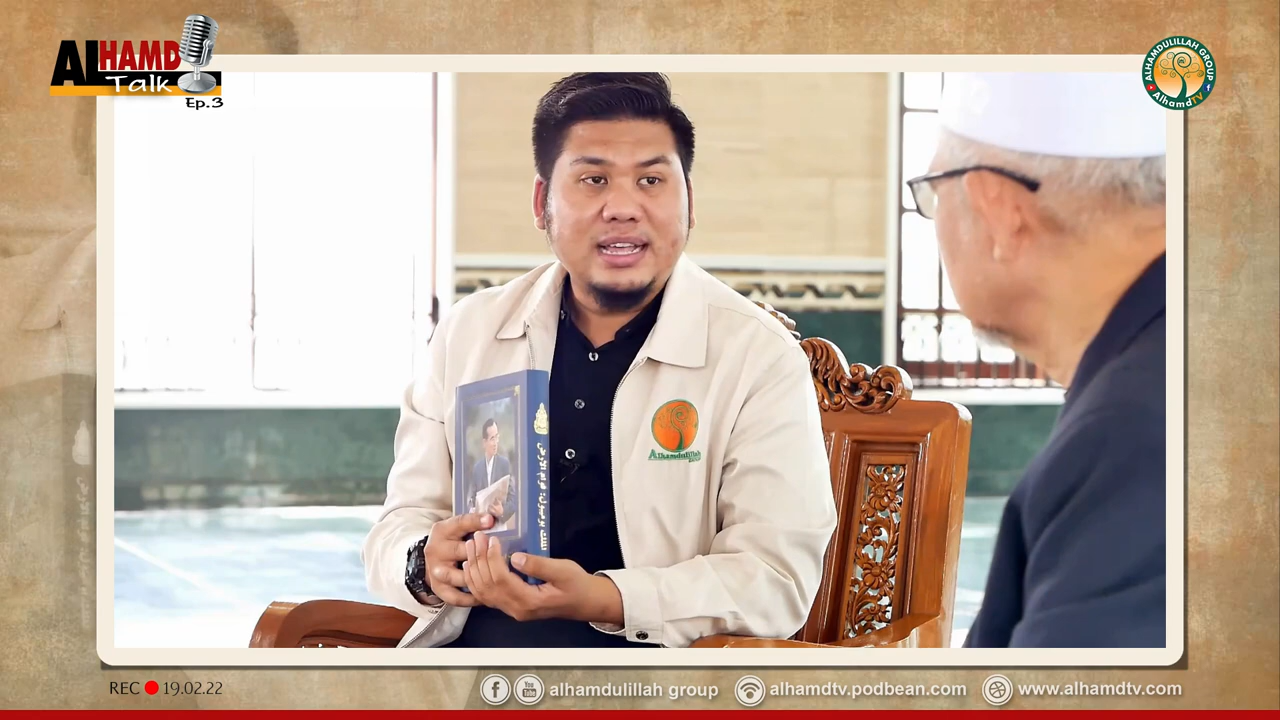 ALHAMD
Talk
Ep.3
ALHAMDULILLAH GROUP
AlhamdTV
Alhamdulillah
REC 19.02.22
alhamdulillah group
alhamdtv.podbean.com
www.alhamdtv.com